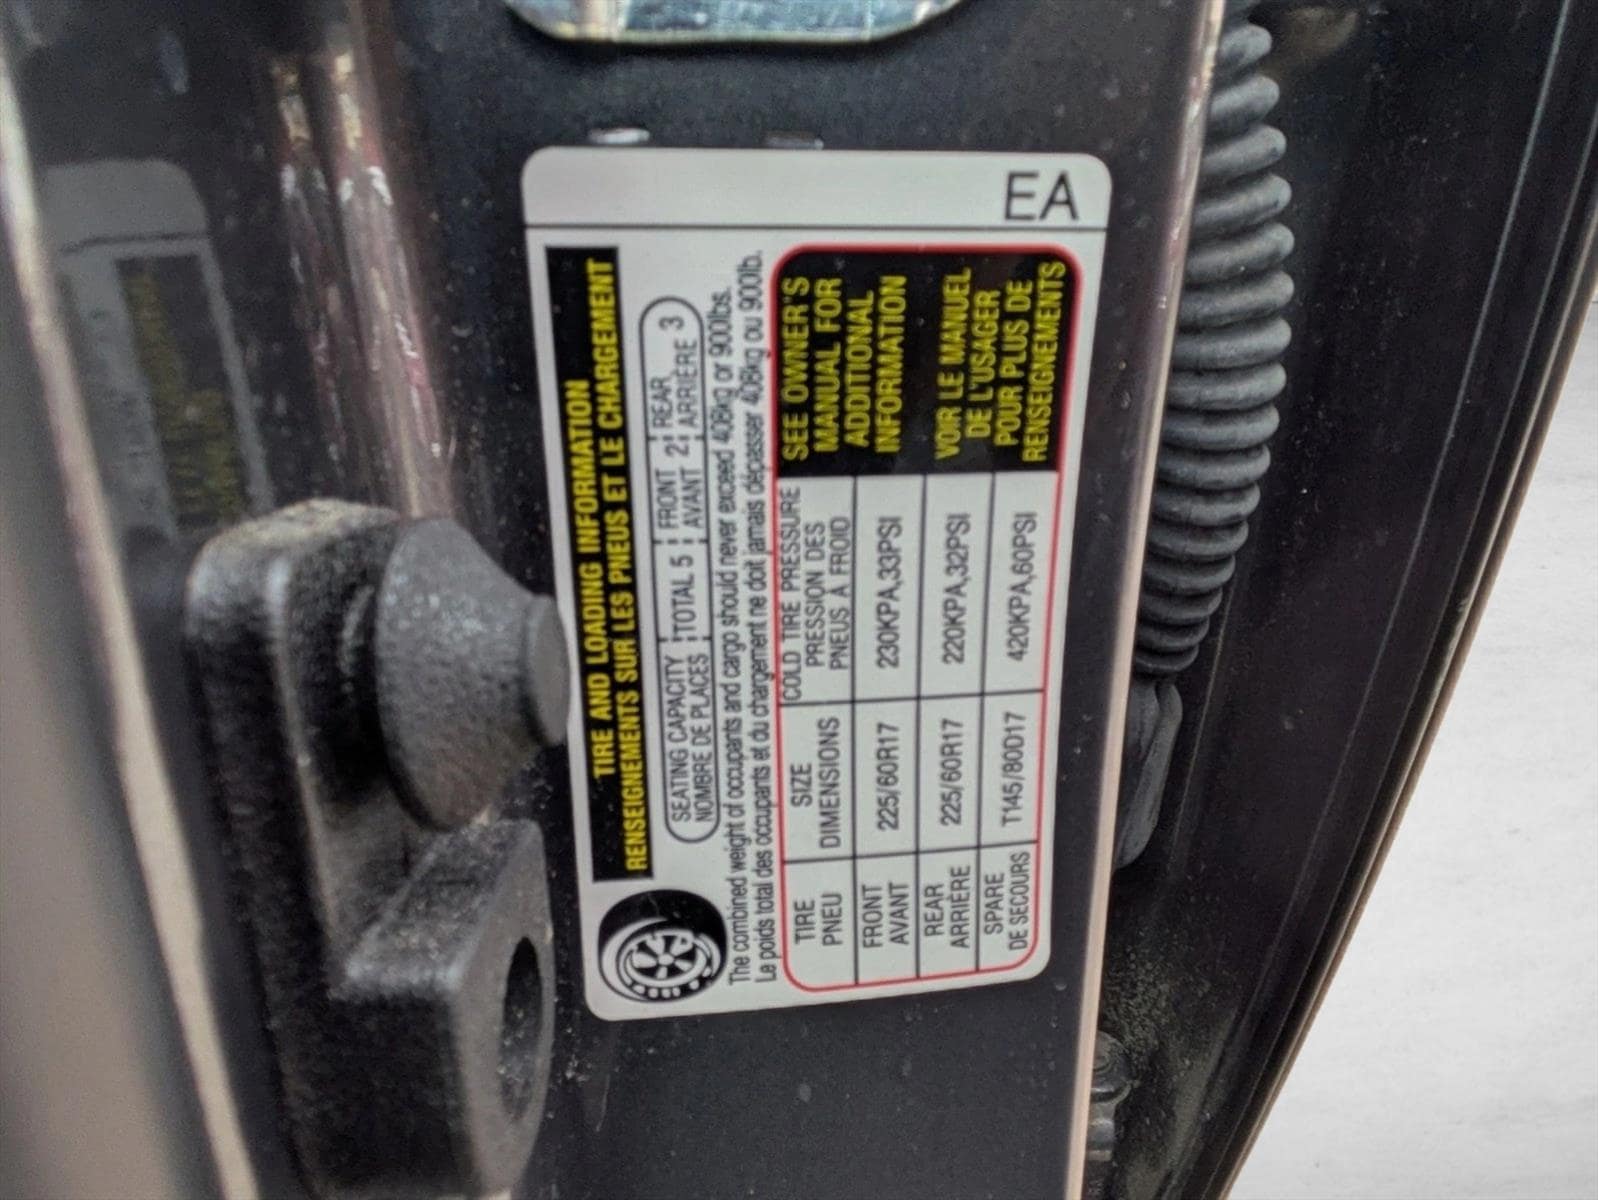 EA
TIRE AND LOADING INFORMATION
RENSEIGNEMENTS SUR LES PNEUS ET LE CHARGEMENT
SEATING CAPACITY TOTAL 5 FRONT 2 REAR 3
NOMBRE DE PLACES AVANT ARRIÈRE
The combined weight of occupants and cargo should never exceed 408kg or 900lbs.
Le poids total des occupants et du chargement ne doit jamais dépasser 408kg ou 900lb.
TIRE SIZE COLD TIRE PRESSURE
PNEU DIMENSIONS PRESSION DES
PNEUS À FROID
FRONT 225/60R17 230KPA,33PSI
AVANT
REAR 225/60R17 220KPA,32PSI
ARRIÈRE
SPARE T145/80D17 420KPA,60PSI
DE SECOURS
SEE OWNER'S
MANUAL FOR
ADDITIONAL
INFORMATION
VOIR LE MANUEL
DE L'USAGER
POUR PLUS DE
RENSEIGNEMENTS